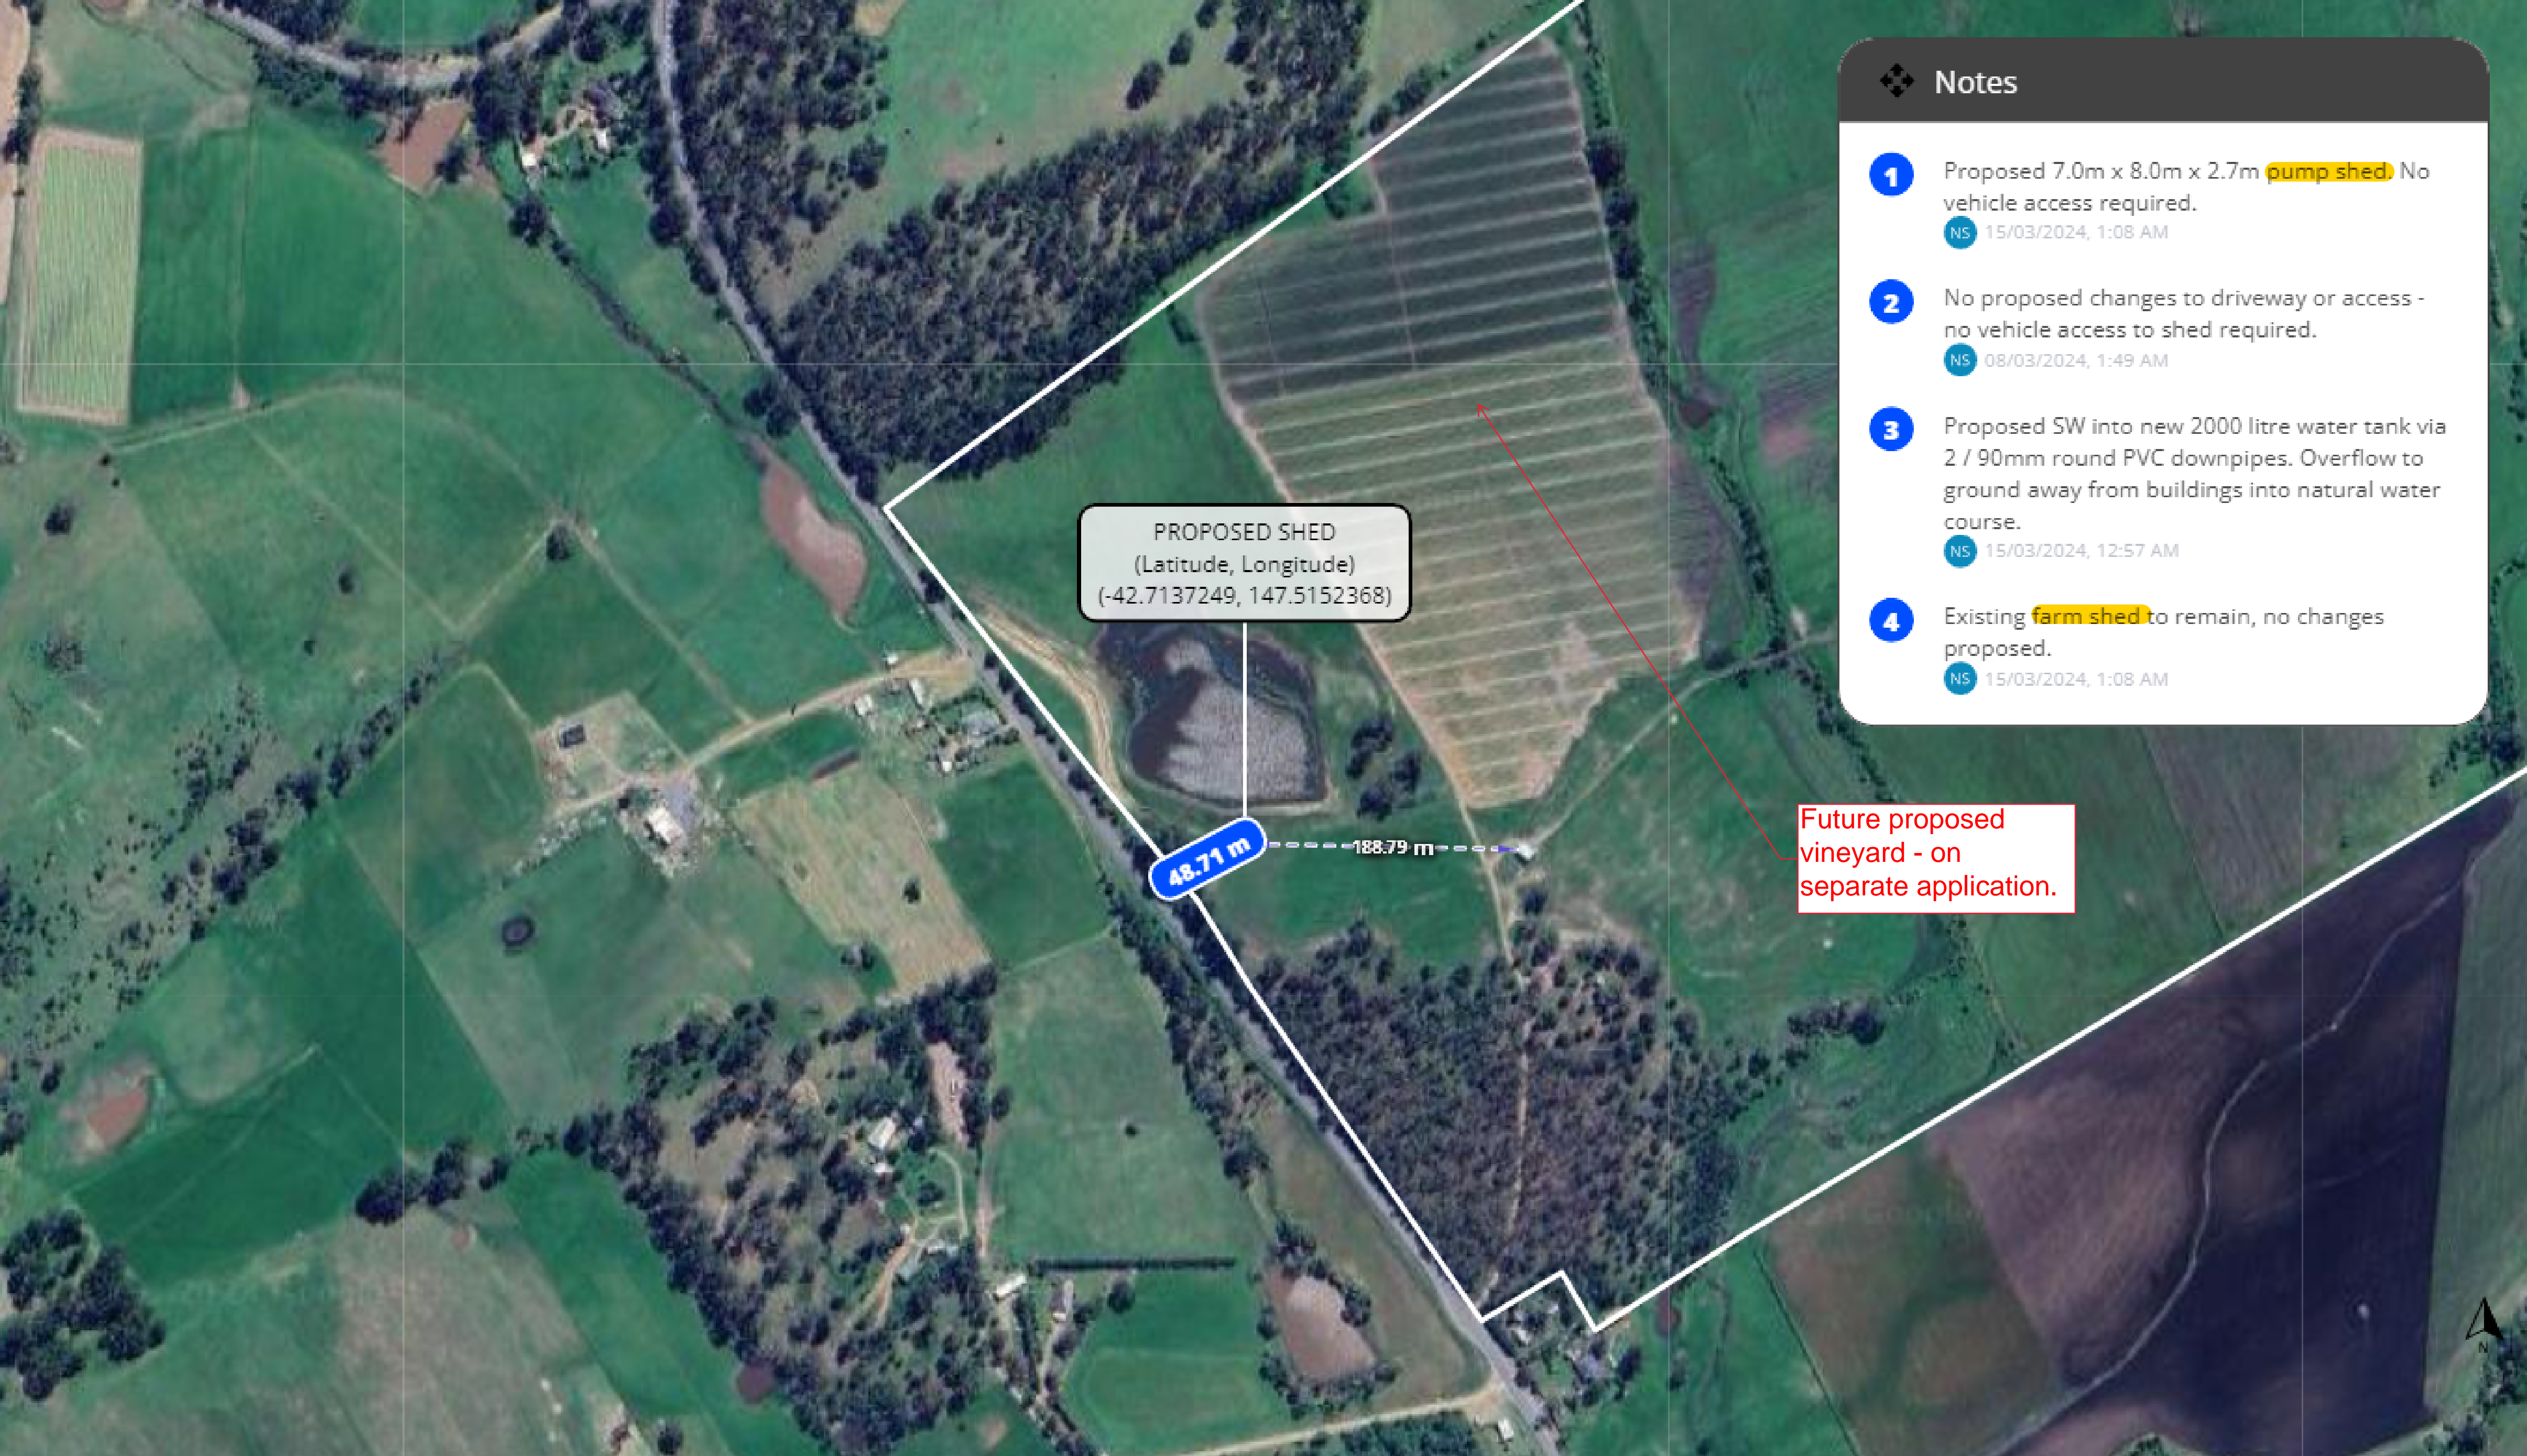 Notes
1
Proposed 7.0m x 8.0m x 2.7m pump shed. No
vehicle access required.
NS 15/03/2024, 1:08 AM
2
No proposed changes to driveway or access -
no vehicle access to shed required.
NS 08/03/2024, 1:49 AM
3
Proposed SW into new 2000 litre water tank via
2 / 90mm round PVC downpipes. Overflow to
ground away from buildings into natural water
course.
NS 15/03/2024, 12:57 AM
4
Existing farm shed to remain, no changes
proposed.
NS 15/03/2024, 1:08 AM
PROPOSED SHED
(Latitude, Longitude)
(-42.7137249, 147.5152368)
48.71 m
188.79 m
Future proposed
vineyard - on
separate application.
N